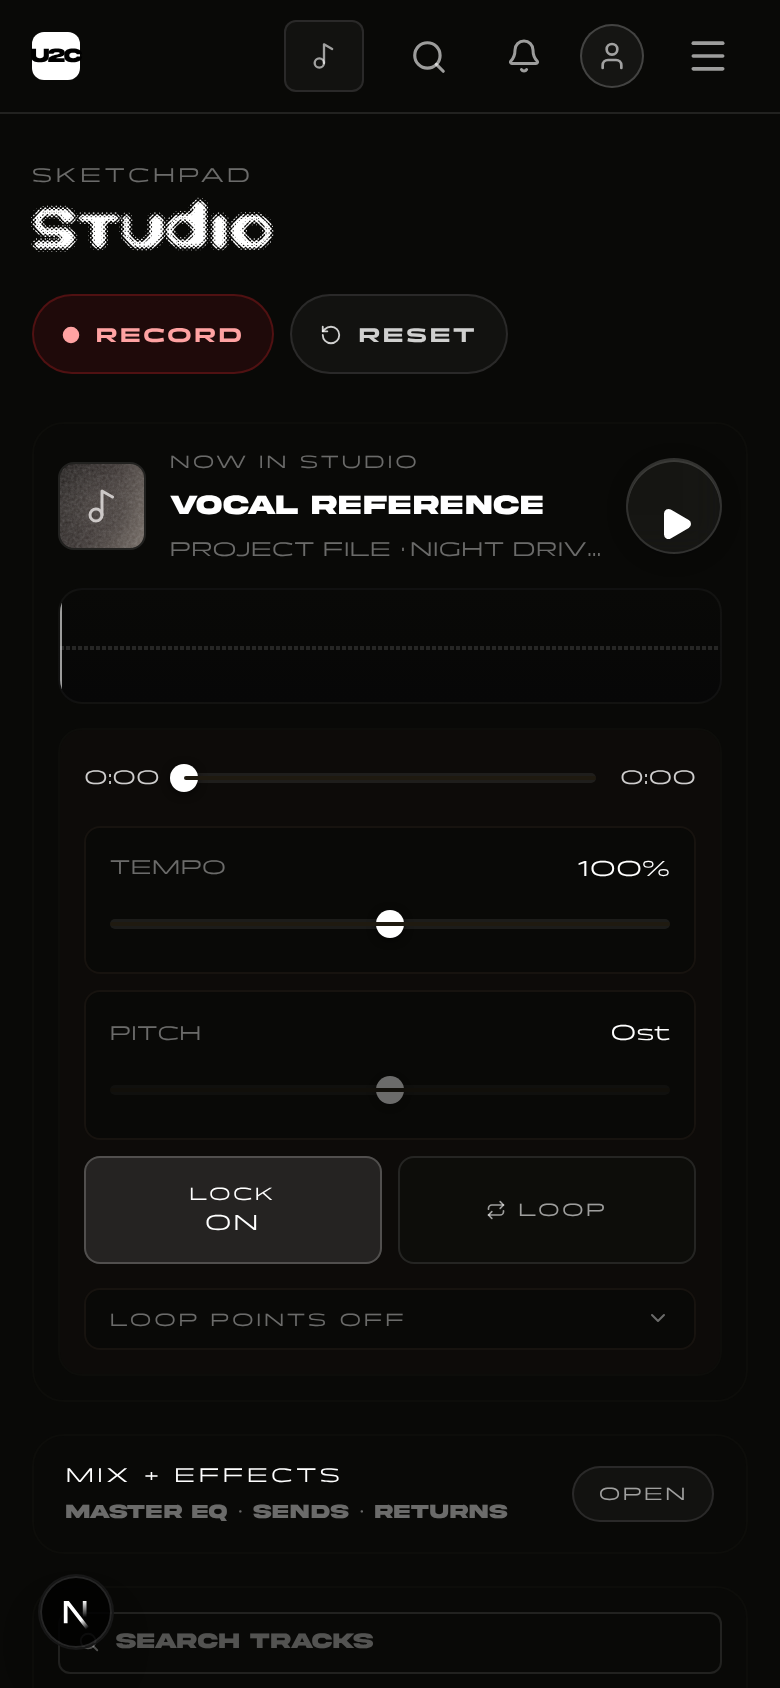 U2C
SKETCHPAD
Studio
RECORD
RESET
NOW IN STUDIO
VOCAL REFERENCE
PROJECT FILE · NIGHT DRIV...
0:00
0:00
TEMPO
100%
PITCH
0st
LOCK
ON
LOOP
LOOP POINTS OFF
MIX + EFFECTS
MASTER EQ · SENDS · RETURNS
OPEN
N
SEARCH TRACKS